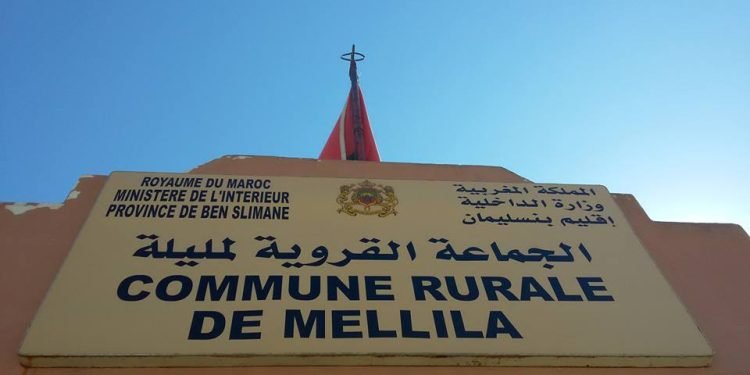 ROYAUME DU MAROC
MINISTERE DE L'INTERIEUR
PROVINCE DE BEN SLIMANE
المملكة المغربية
وزارة الداخلية
إقليم بنسليمان
الجماعة القروية لمليلة
COMMUNE RURALE
DE MELLILA